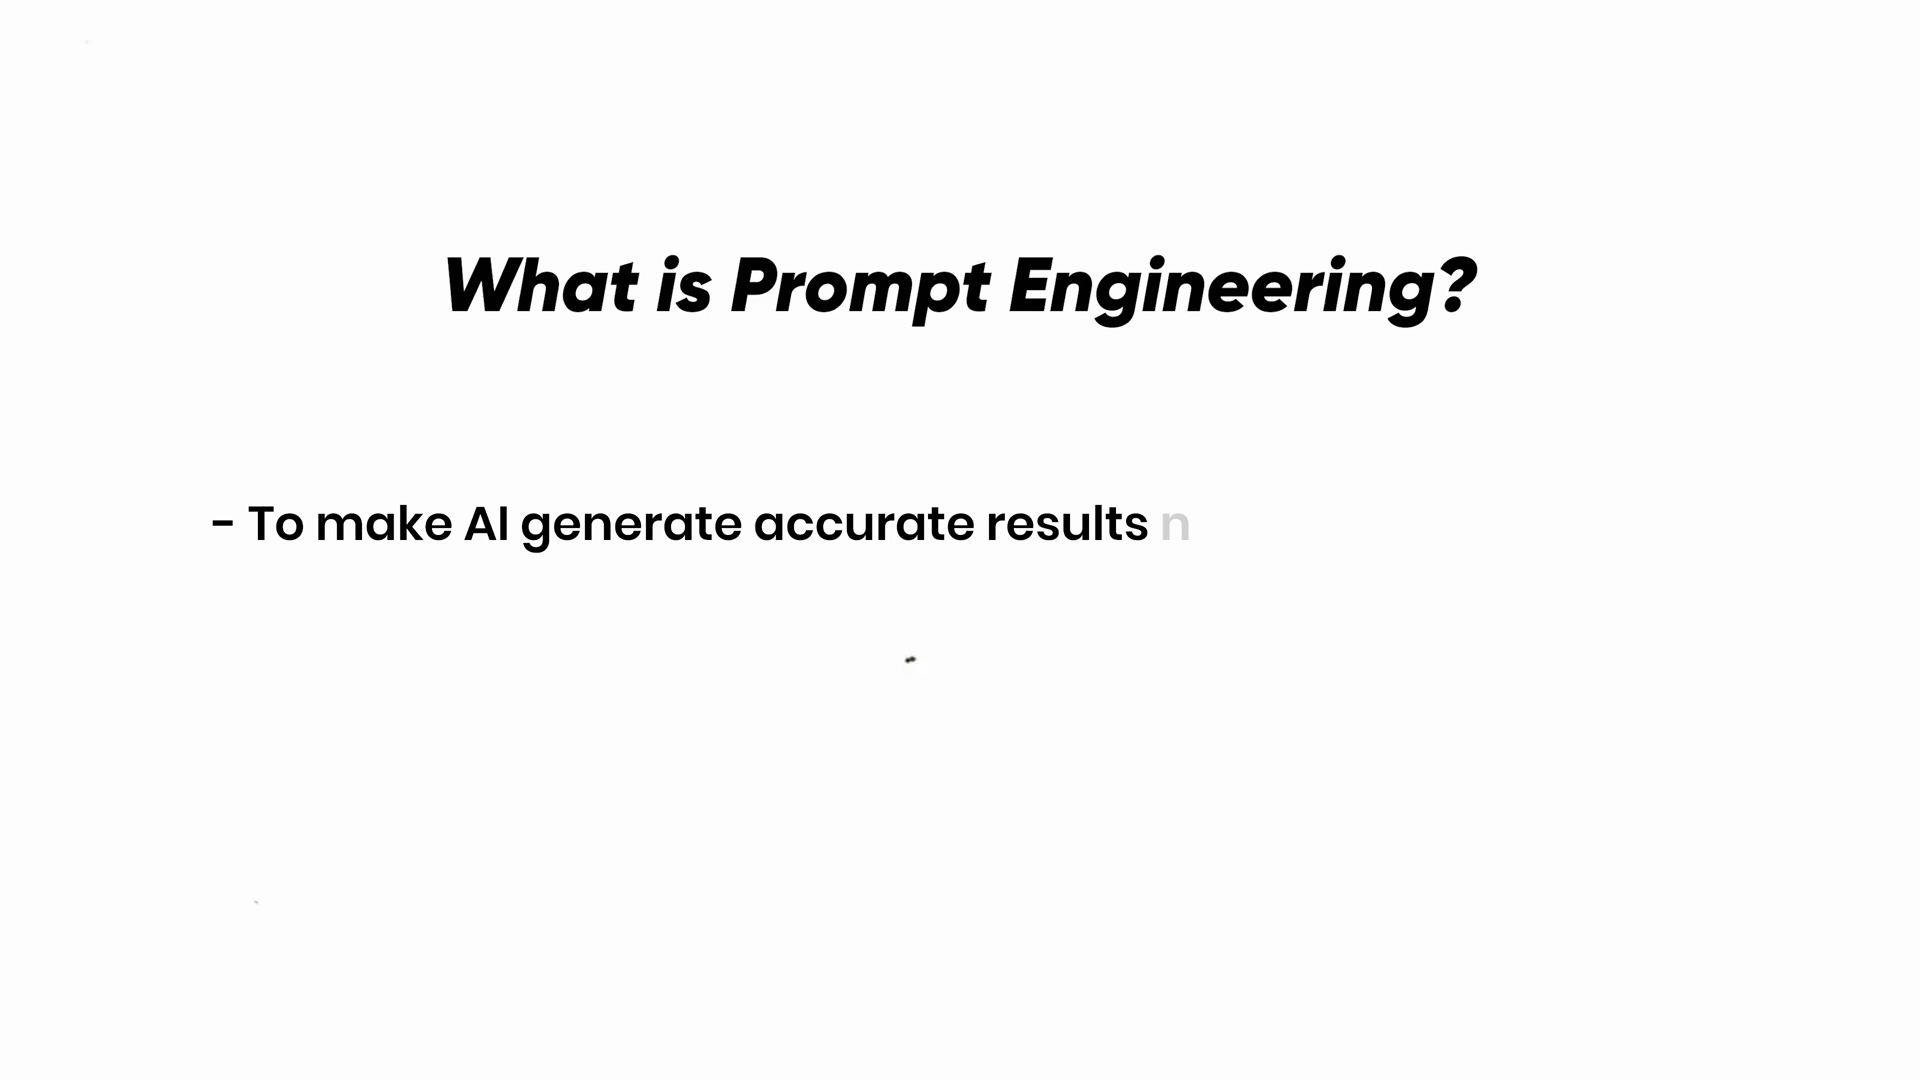 What is Prompt Engineering?
- To make AI generate accurate results n